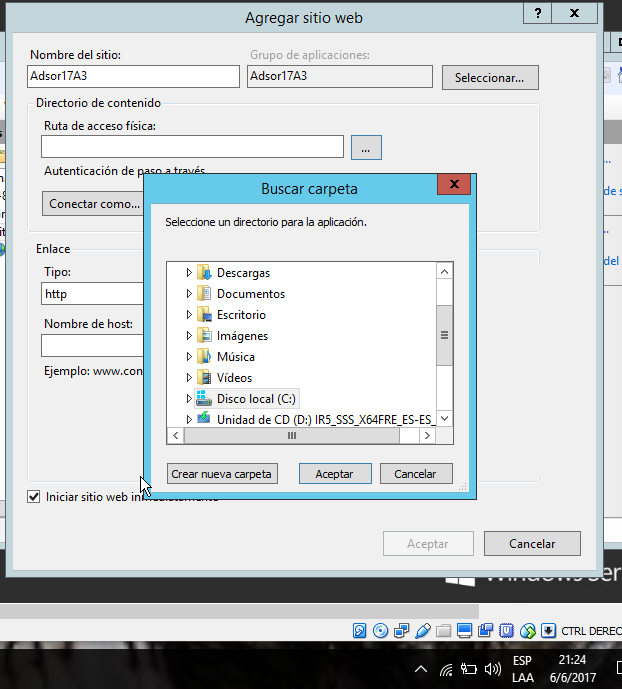 Agregar sitio web
?
X
Nombre del sitio:
Grupo de aplicaciones:
Adsor17A3
Adsor17A3
Seleccionar...
Directorio de contenido
Ruta de acceso física:
...
Autenticación de paso a través
Conectar como...
Buscar carpeta
X
Seleccione un directorio para la aplicación.
Descargas
Documentos
Escritorio
Imágenes
Música
Vídeos
Disco local (C:)
Unidad de CD (D:) IR5_SSS_X64FRE_ES-ES_
Crear nueva carpeta
Aceptar
Cancelar
Enlace
Tipo:
http
Nombre de host:
Ejemplo: www.con
Iniciar sitio web inmediatamente
Aceptar
Cancelar
de s
del
Windows Ser
CTRL DEREC
ESP
LAA
21:24
6/6/2017